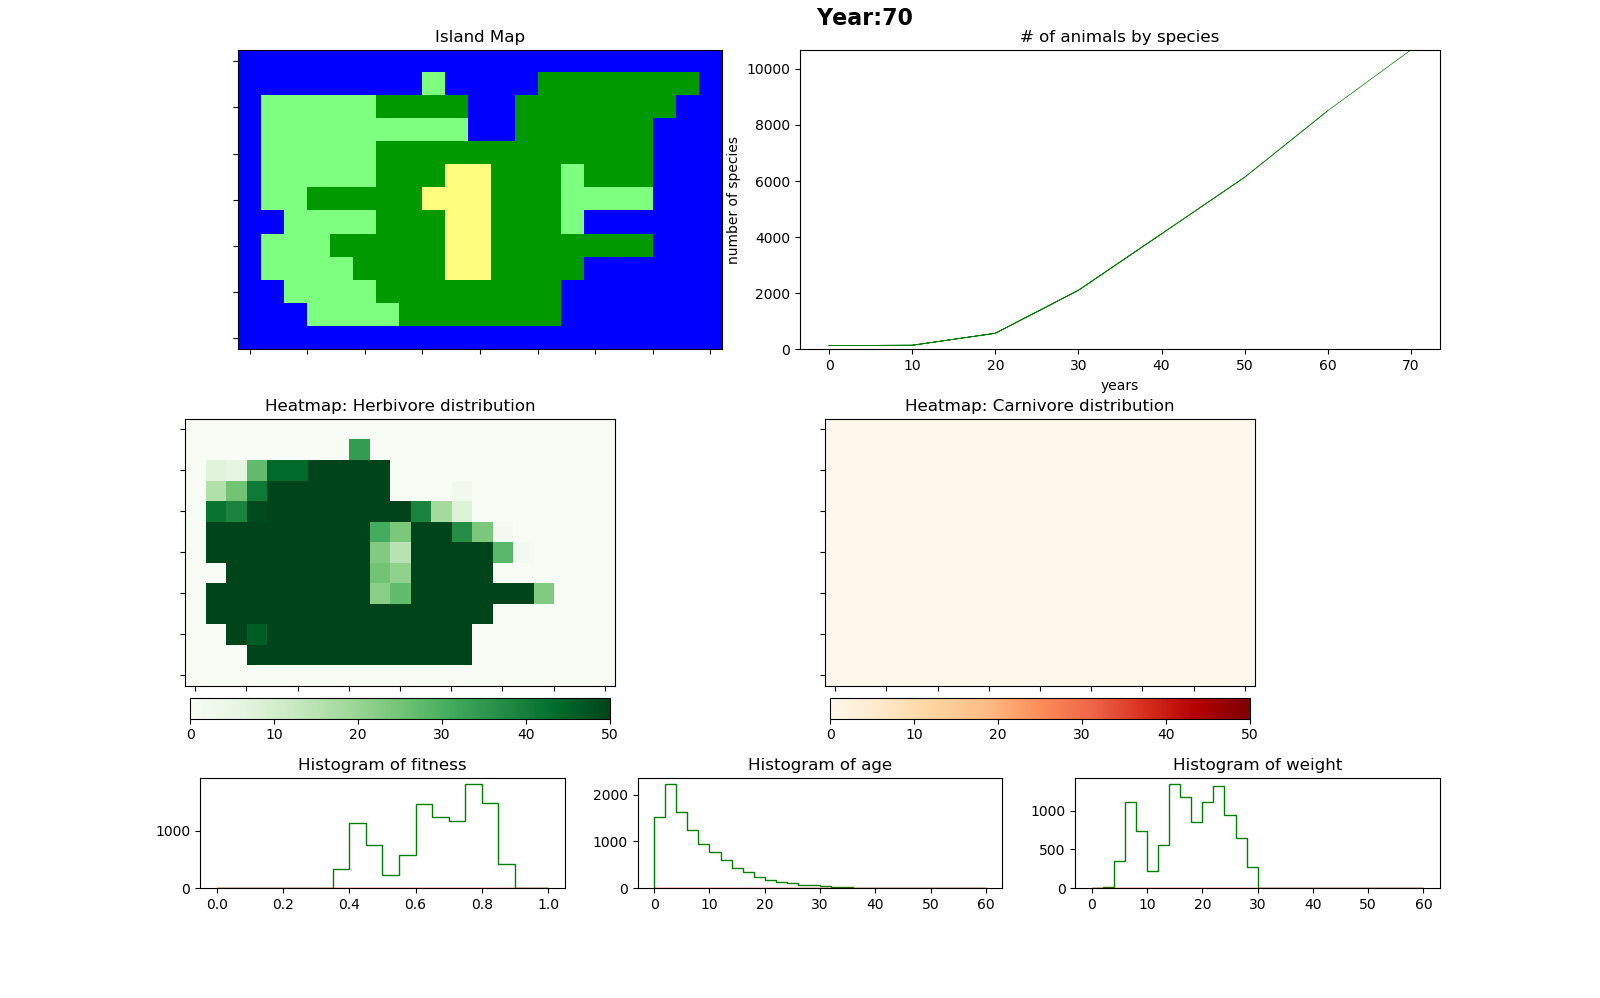 Year:70
Island Map
# of animals by species
number of species
10000
8000
6000
4000
2000
0
0 10 20 30 40 50 60 70
years
Heatmap: Herbivore distribution
Heatmap: Carnivore distribution
0 10 20 30 40 50
0 10 20 30 40 50
Histogram of fitness
Histogram of age
Histogram of weight
1000
0
0.0 0.2 0.4 0.6 0.8 1.0
2000
1000
0
0 10 20 30 40 50 60
1000
500
0
0 10 20 30 40 50 60